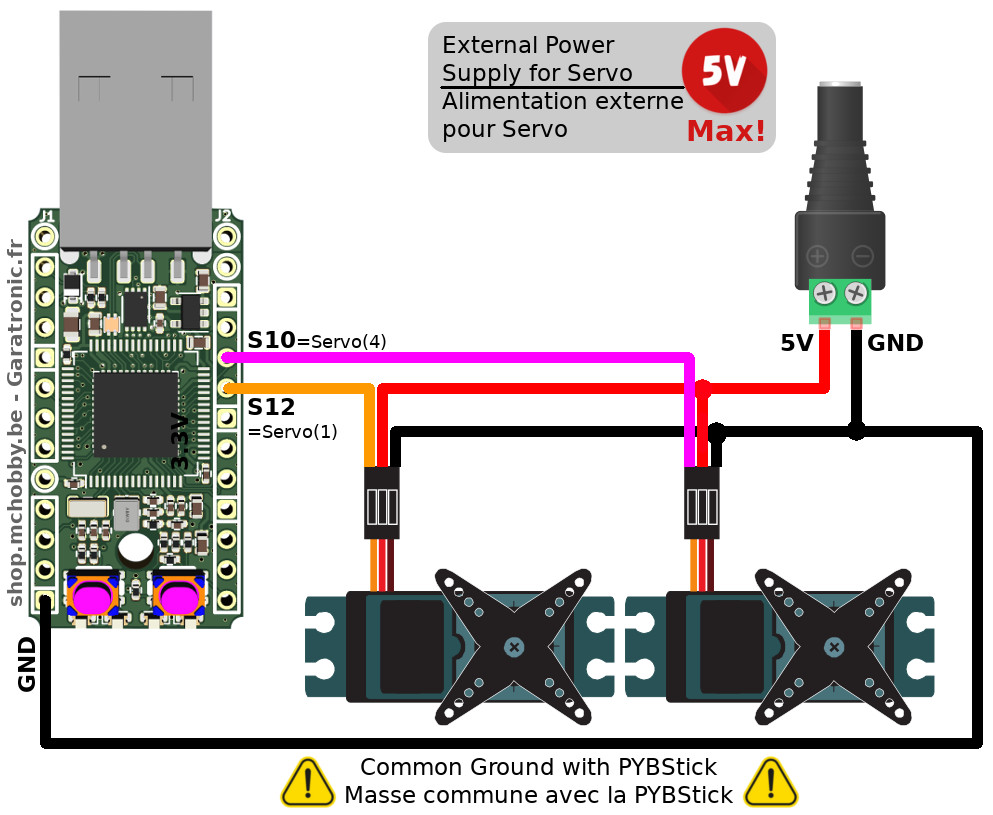 External Power
Supply for Servo
Alimentation externe
pour Servo
5V
Max!
J1
J2
shop.mchobby.be - Garatronic.fr
S10=Servo(4)
5V
GND
S12
=Servo(1)
3.3V
GND
Common Ground with PYBStick
Masse commune avec la PYBStick